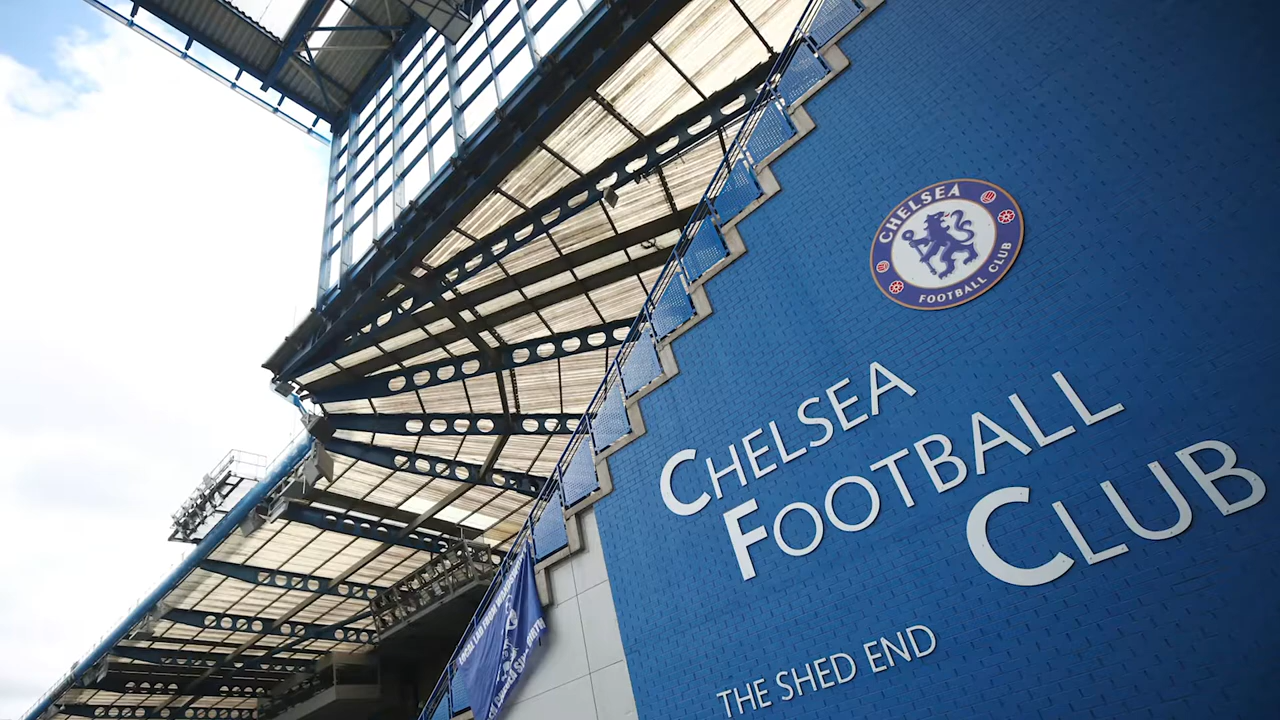 CHELSEA
FOOTBALL CLUB
CHELSEA
FOOTBALL
CLUB
THE SHED END